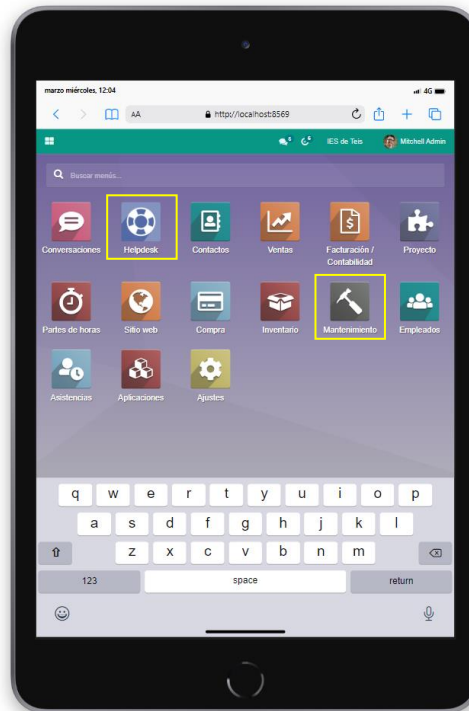 marzo miércoles, 12:04 4G
AA http://localhost:8569
IES de Teis Mitchell Admin
Buscar menús...
Conversaciones Helpdesk Contactos Ventas Facturación / Contabilidad Proyecto
Partes de horas Sitio web Compra Inventario Mantenimiento Empleados
Asistencias Aplicaciones Ajustes
q w e r t y u i o p
a s d f g h j k l
z x c v b n m
123 space return